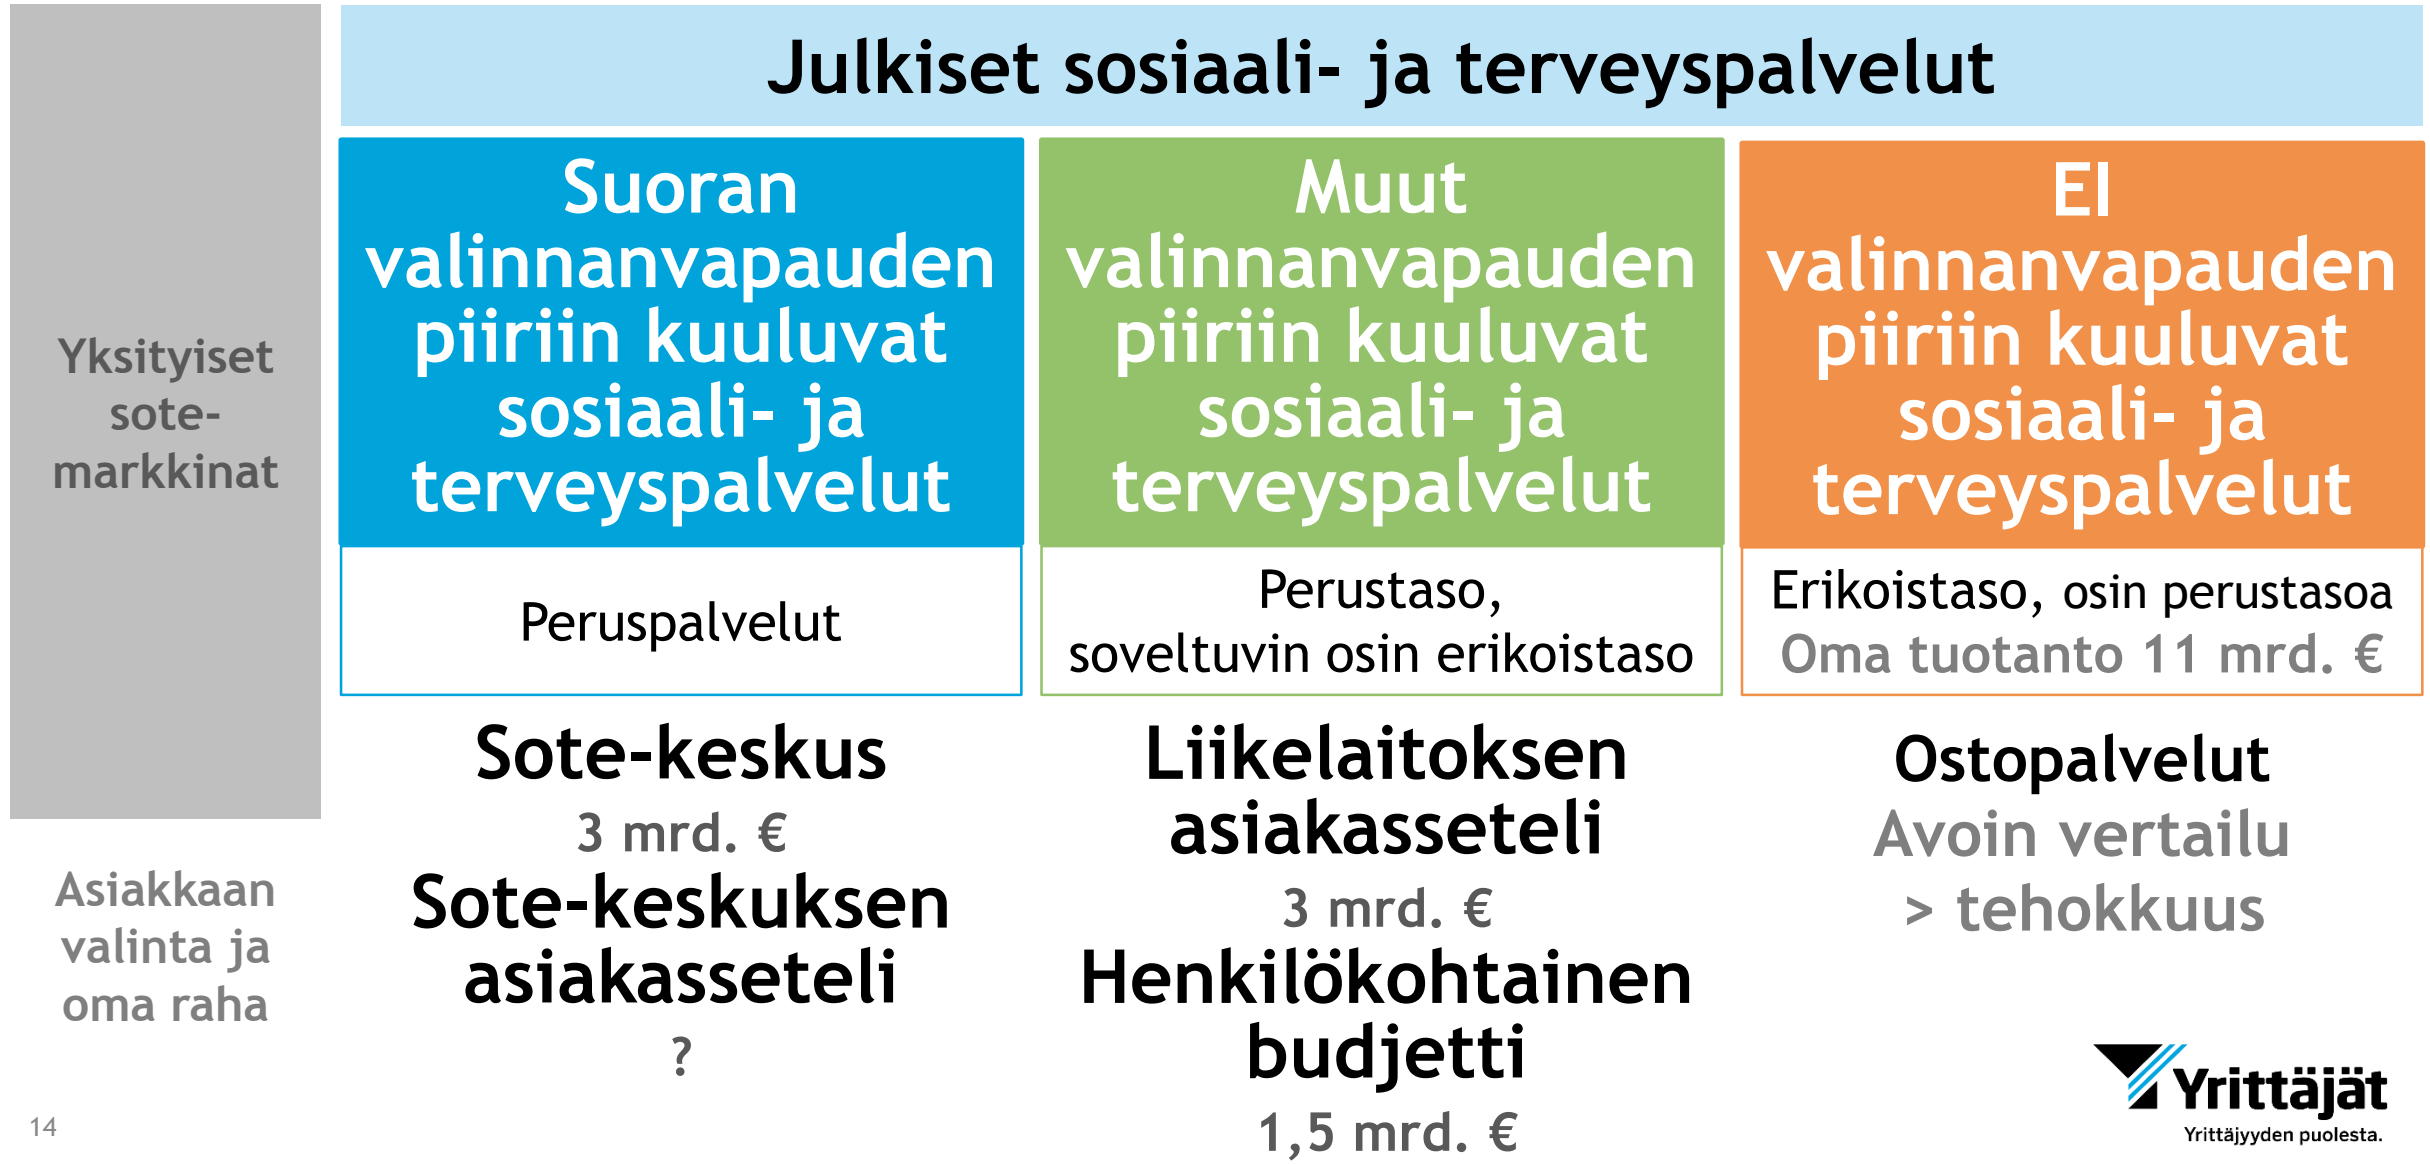 Julkiset sosiaali- ja terveyspalvelut
Yksityiset
sote-
markkinat
Asiakkaan
valinta ja
oma raha
Suoran
valinnanvapauden
piiriin kuuluvat
sosiaali- ja
terveyspalvelut
Peruspalvelut
Sote-keskus
3 mrd. €
Sote-keskuksen
asiakasseteli
?
Muut
valinnanvapauden
piiriin kuuluvat
sosiaali- ja
terveyspalvelut
Perustaso,
soveltuvin osin erikoistaso
Liikelaitoksen
asiakasseteli
3 mrd. €
Henkilökohtainen
budjetti
1,5 mrd. €
EI
valinnanvapauden
piiriin kuuluvat
sosiaali- ja
terveyspalvelut
Erikoistaso, osin perustasoa
Oma tuotanto 11 mrd. €
Ostopalvelut
Avoin vertailu
> tehokkuus
Yrittäjät
Yrittäjyyden puolesta.
14